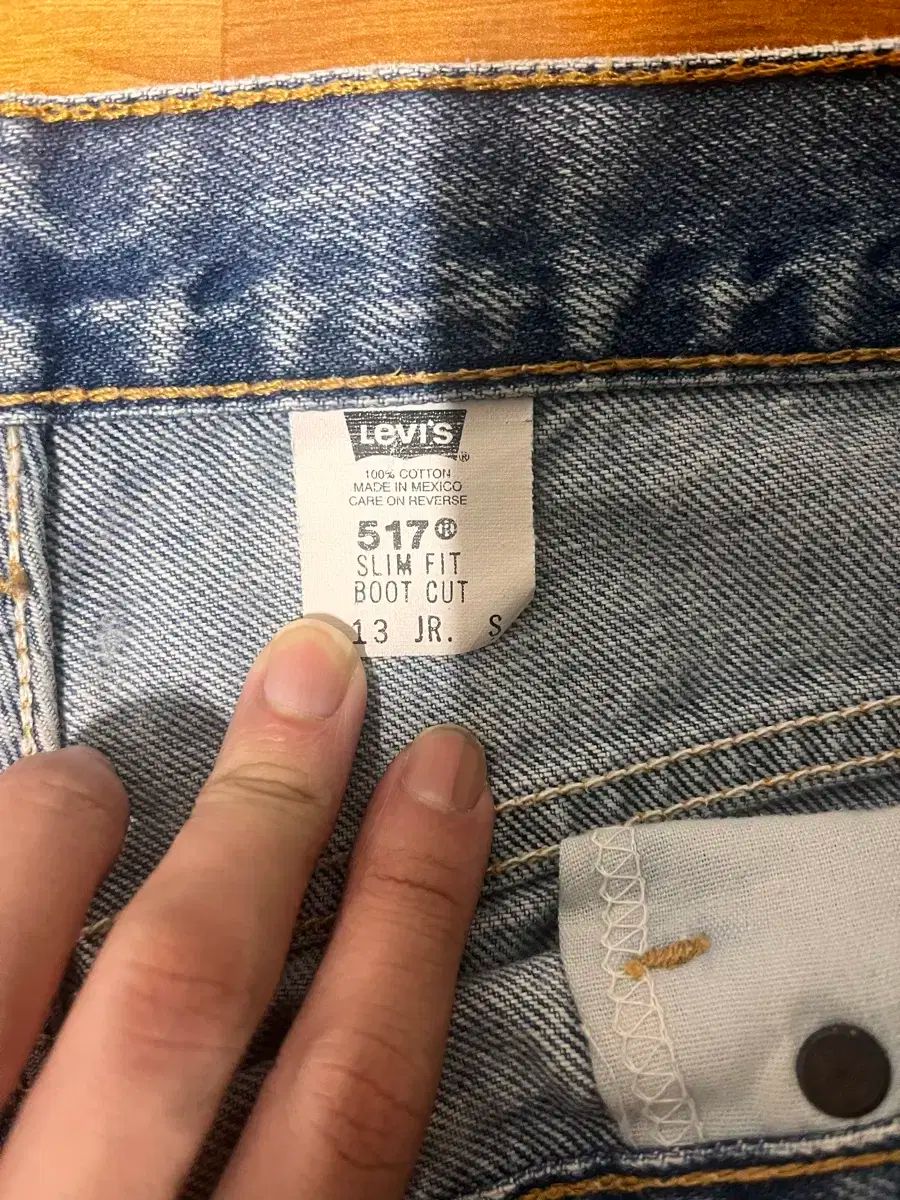 Levi's®
100% COTTON
MADE IN MEXICO
CARE ON REVERSE
517®
SLIM FIT
BOOT CUT
13 JR. S